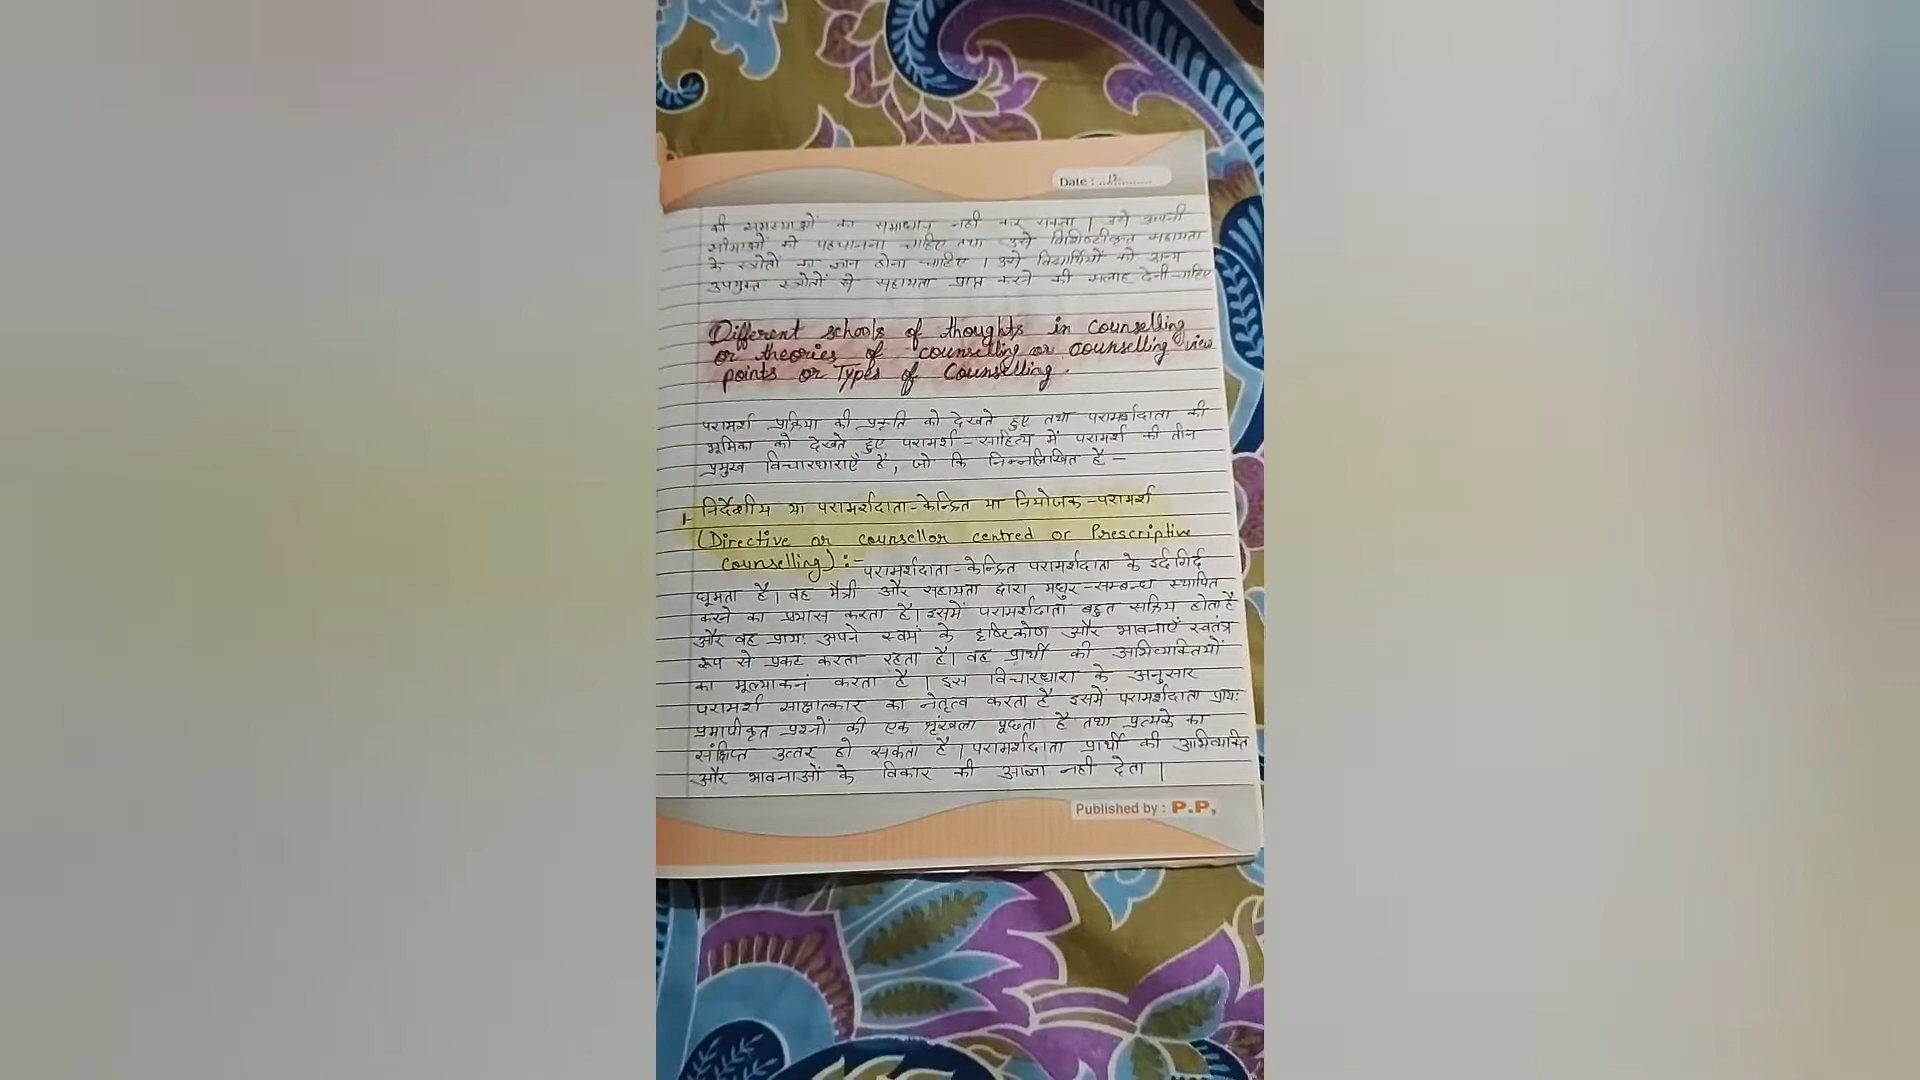 Date : 12
की समस्याओं का समाधान नहीं कर सकता । उसे अपनी
सीमाओं को पहचानना चाहिए तथा उसे विशिष्टीकृत सहायता
के स्त्रोतों का ज्ञान होना चाहिए । उसे विद्यार्थियों को अन्य
उपयुक्त स्त्रोतों से सहायता प्राप्त करने की सलाह देनी चाहिए
Different schools of thoughts in counselling
or theories of counselling or counselling view
points or Types of Counselling.
परामर्श प्रक्रिया की प्रकृति को देखते हुए तथा परामर्शदाता की
भूमिका को देखते हुए परामर्श-साहित्य में परामर्श की तीन
प्रमुख विचारधाराएँ है, जो कि निम्नलिखित है –
1- निर्देशीय या परामर्शदाता-केन्द्रित या नियोजक-परामर्श
(Directive or counsellor centred or Prescriptive
Counselling) :- परामर्शदाता-केन्द्रित परामर्शदाता के इर्दगिर्द
घूमता है। वह मैत्री और सहायता द्वारा मधुर-सम्बन्ध स्थापित
करने का प्रयास करता है। इसमें परामर्शदाता बहुत सक्रिय होता है
और वह प्रायः अपने स्वयं के दृष्टिकोण और भावनाएँ स्वतंत्र
रूप से प्रकट करता रहता है। वह प्रार्थी की अभिव्यक्तियों
का मूल्याकनं करता है । इस विचारधारा के अनुसार
परामर्श साक्षात्कार का नेतृत्व करता है इसमें परामर्शदाता प्रायः
प्रमापीकृत प्रश्नों की एक श्रृंखला पूछता है तथा प्रत्येक का
संक्षिप्त उत्तर हो सकता है । परामर्शदाता प्रार्थी की अभिव्यक्ति
और भावनाओं के विकार की आज्ञा नही देता ।
Published by : P.P.